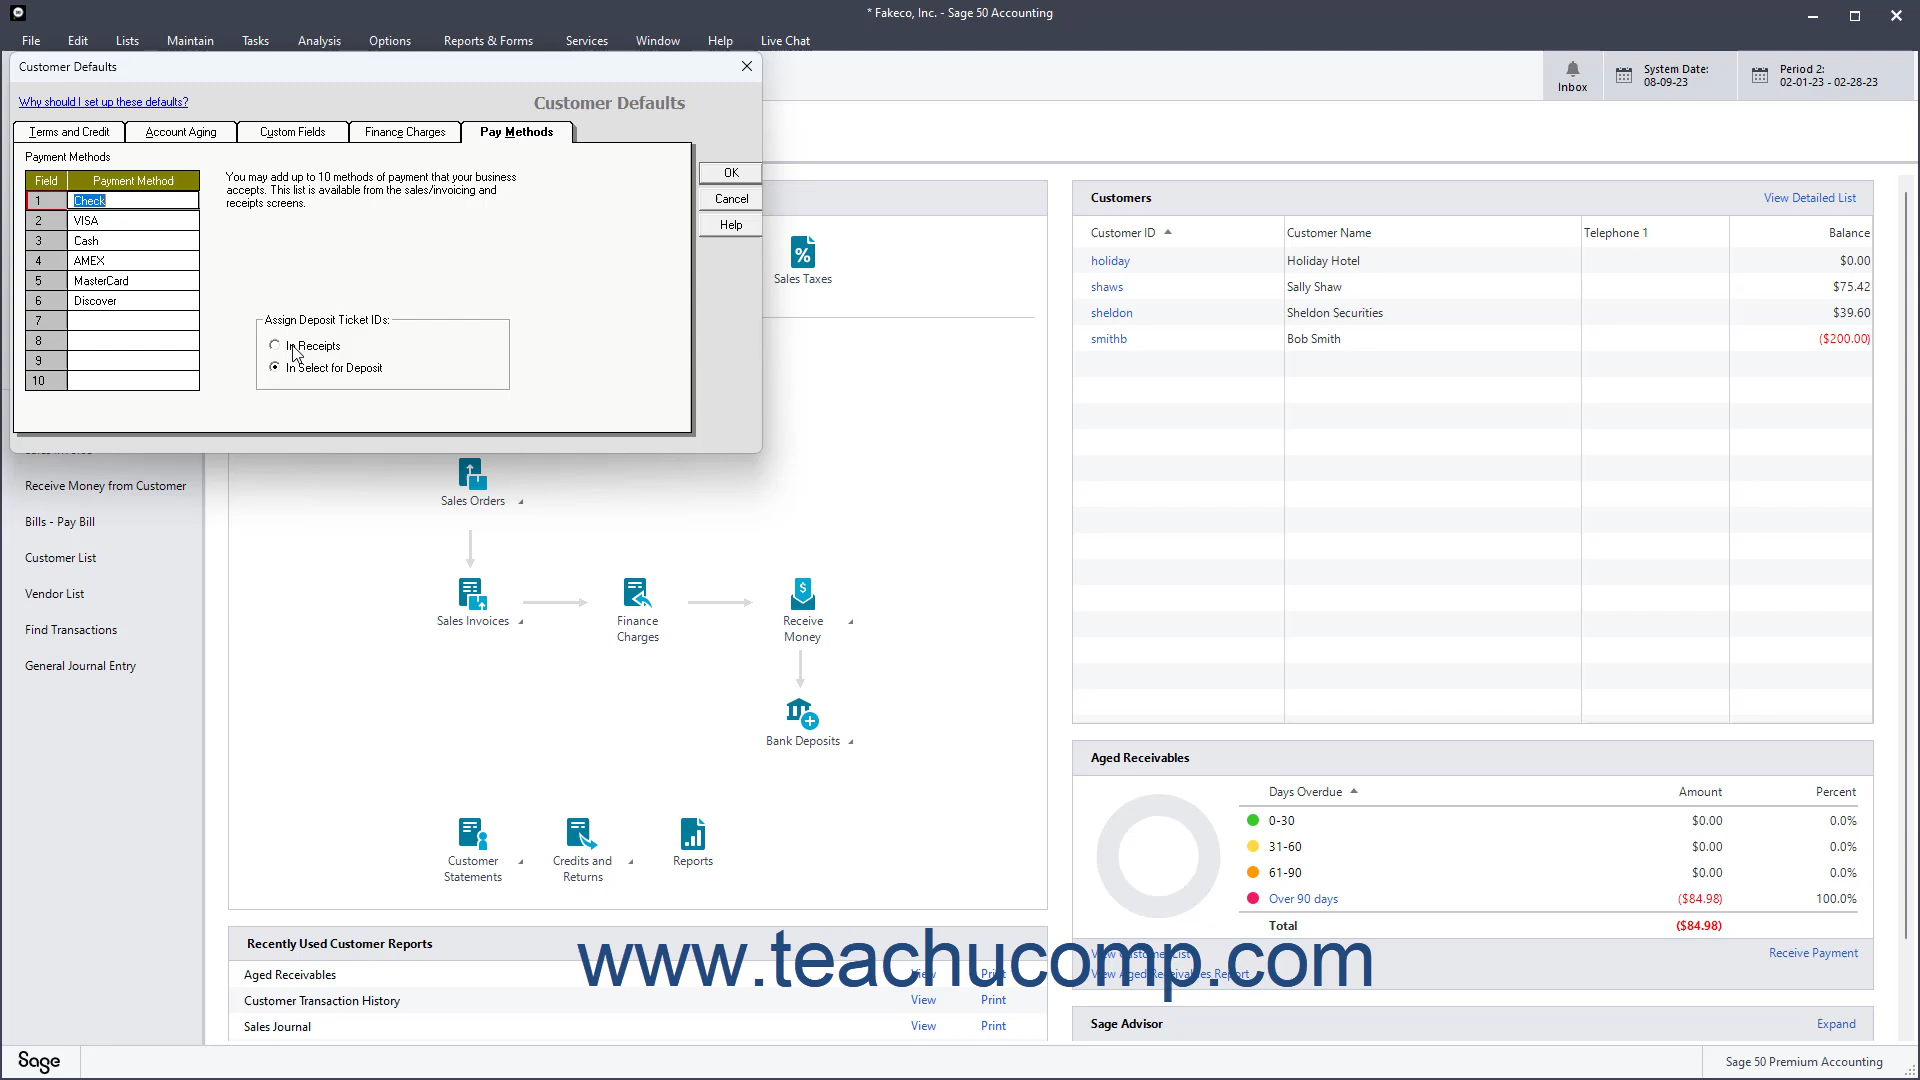 * Fakeco, Inc. - Sage 50 Accounting
File Edit Lists Maintain Tasks Analysis Options Reports & Forms Services Window Help Live Chat
Customer Defaults
Why should I set up these defaults?
Customer Defaults
Terms and Credit Account Aging Custom Fields Finance Charges Pay Methods
Payment Methods
Field Payment Method
1 Check
2 VISA
3 Cash
4 AMEX
5 MasterCard
6 Discover
7
8
9
10
You may add up to 10 methods of payment that your business
accepts. This list is available from the sales/invoicing and
receipts screens.
Assign Deposit Ticket IDs:
In Receipts
In Select for Deposit
OK
Cancel
Help
Inbox
System Date:
08-09-23
Period 2:
02-01-23 - 02-28-23
Receive Money from Customer
Bills - Pay Bill
Customer List
Vendor List
Find Transactions
General Journal Entry
Sales Taxes
Sales Orders
Sales Invoices
Finance
Charges
Receive
Money
Bank Deposits
Customer
Statements
Credits and
Returns
Reports
Recently Used Customer Reports
Aged Receivables View Print
Customer Transaction History View Print
Sales Journal View Print
Customers View Detailed List
Customer ID Customer Name Telephone 1 Balance
holiday Holiday Hotel $0.00
shaws Sally Shaw $75.42
sheldon Sheldon Securities $39.60
smithb Bob Smith ($200.00)
Aged Receivables
Days Overdue Amount Percent
0-30 $0.00 0.0%
31-60 $0.00 0.0%
61-90 $0.00 0.0%
Over 90 days ($84.98) 100.0%
Total ($84.98)
View Customer List Receive Payment
View Aged Receivables Report
Sage Advisor Expand
www.teachucomp.com
Sage
Sage 50 Premium Accounting